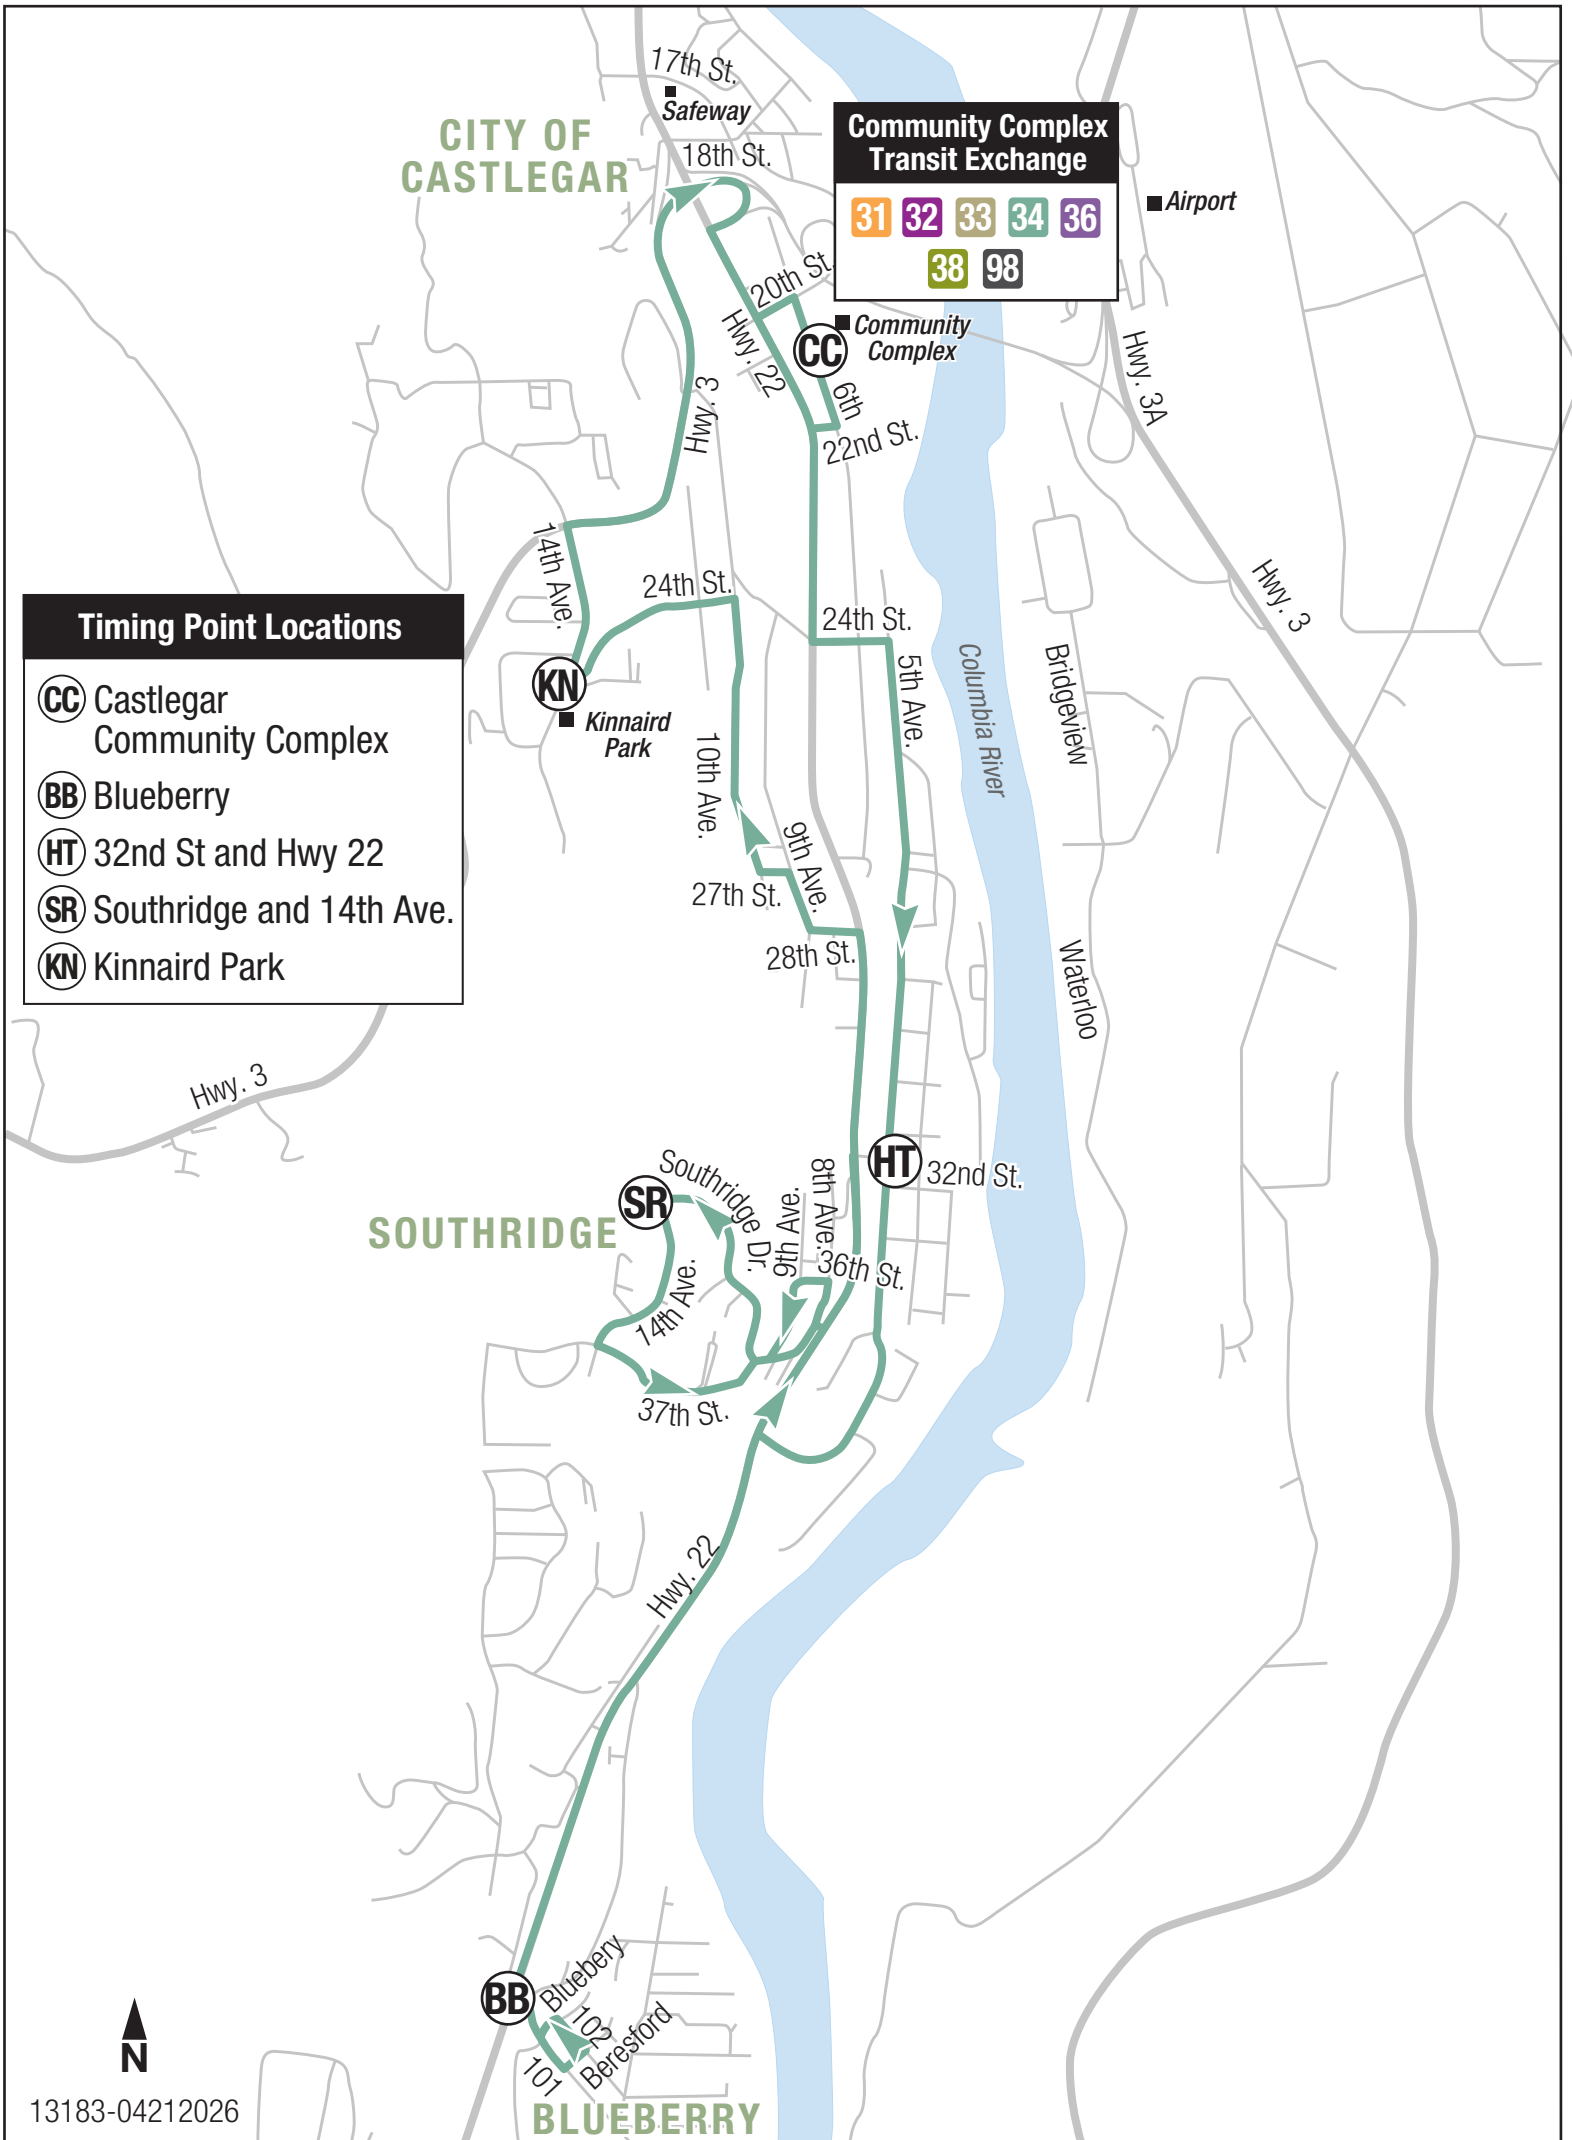 17th St.
Safeway
CITY OF
CASTLEGAR
18th St.
Community Complex
Transit Exchange
31 32 33 34 36
38 98
Airport
20th St.
Hwy. 22
CC
Community
Complex
6th
22nd St.
Hwy. 3A
Hwy. 3
14th Ave.
24th St.
24th St.
Hwy. 3
KN
Kinnaird
Park
5th Ave.
Columbia River
Bridgeview
Timing Point Locations
CC Castlegar
Community Complex
BB Blueberry
HT 32nd St and Hwy 22
SR Southridge and 14th Ave.
KN Kinnaird Park
10th Ave.
9th Ave.
27th St.
28th St.
Waterloo
Hwy. 3
HT
32nd St.
SR
SOUTHRIDGE
Southridge Dr.
9th Ave.
8th Ave.
36th St.
14th Ave.
37th St.
Hwy. 22
BB
Bluebery
102
Beresford
101
BLUEBERRY
N
13183-04212026